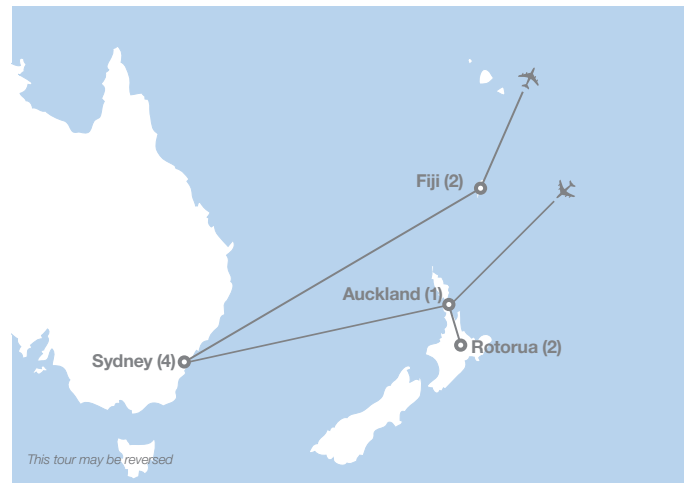 Fiji (2)
Auckland (1)
Rotorua (2)
Sydney (4)
This tour may be reversed